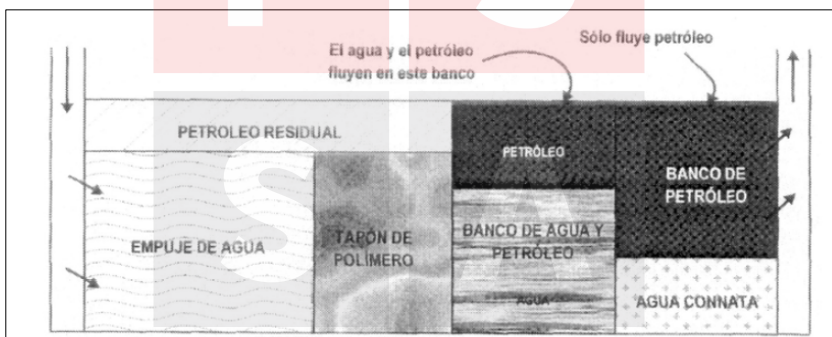 El agua y el petróleo
fluyen en este banco
Sólo fluye petróleo
PETROLEO RESIDUAL
PETRÓLEO
BANCO DE
PETRÓLEO
EMPUJE DE AGUA
TAPÓN DE
POLÍMERO
BANCO DE AGUA Y
PETRÓLEO
AGUA
AGUA CONNATA